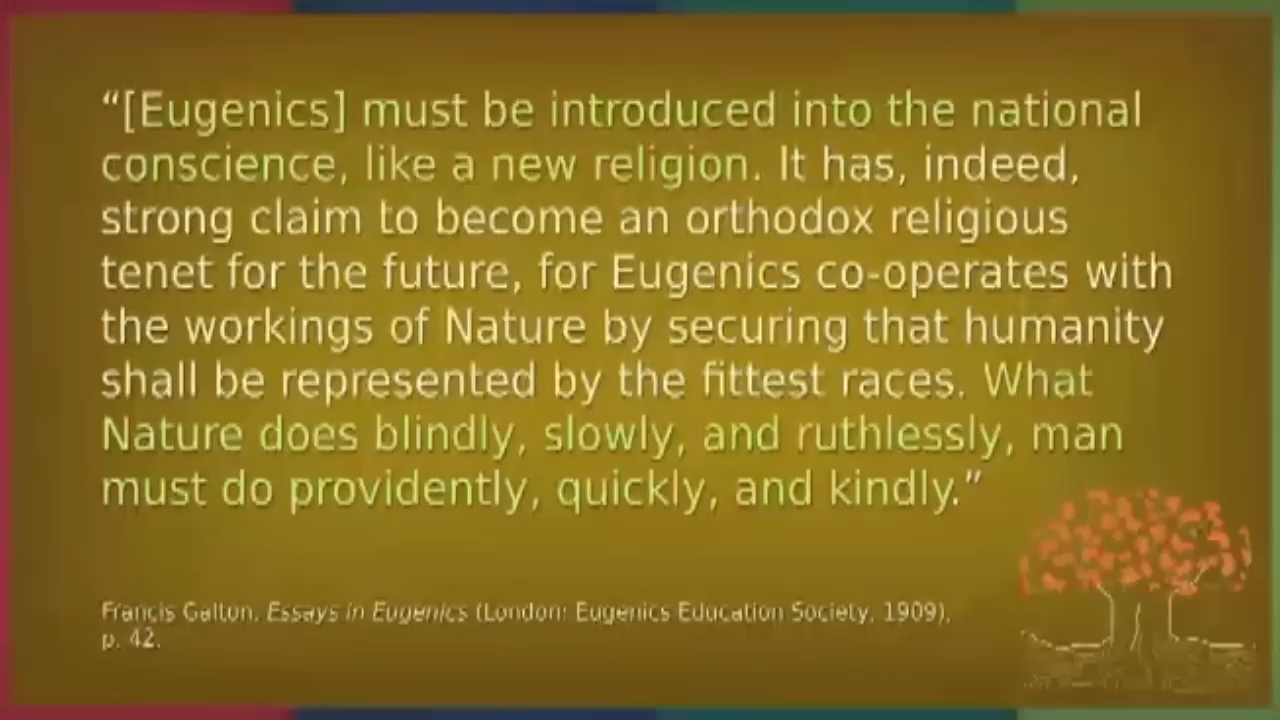 “[Eugenics] must be introduced into the national
conscience, like a new religion. It has, indeed,
strong claim to become an orthodox religious
tenet for the future, for Eugenics co-operates with
the workings of Nature by securing that humanity
shall be represented by the fittest races. What
Nature does blindly, slowly, and ruthlessly, man
must do providently, quickly, and kindly.”
Francis Galton, Essays in Eugenics (London: Eugenics Education Society, 1909),
p. 42.